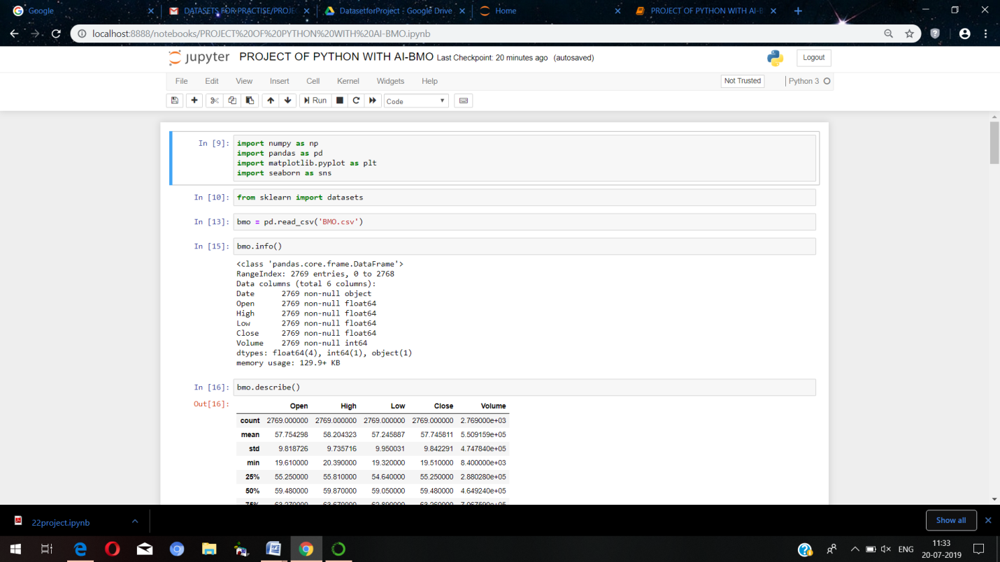 Google
DATASETS FOR PRACTISE/PROJEC
DatasetforProject - Google Drive
Home
PROJECT OF PYTHON WITH AI-B
localhost:8888/notebooks/PROJECT%20OF%20PYTHON%20WITH%20AI-BMO.ipynb
jupyter PROJECT OF PYTHON WITH AI-BMO Last Checkpoint: 20 minutes ago (autosaved)
Logout
File Edit View Insert Cell Kernel Widgets Help
Not Trusted
Python 3
Run
Code
In [9]: import numpy as np
import pandas as pd
import matplotlib.pyplot as plt
import seaborn as sns
In [10]: from sklearn import datasets
In [13]: bmo = pd.read_csv('BMO.csv')
In [15]: bmo.info()
<class 'pandas.core.frame.DataFrame'>
RangeIndex: 2769 entries, 0 to 2768
Data columns (total 6 columns):
Date 2769 non-null object
Open 2769 non-null float64
High 2769 non-null float64
Low 2769 non-null float64
Close 2769 non-null float64
Volume 2769 non-null int64
dtypes: float64(4), int64(1), object(1)
memory usage: 129.9+ KB
In [16]: bmo.describe()
Out[16]:
Open High Low Close Volume
count 2769.000000 2769.000000 2769.000000 2769.000000 2.769000e+03
mean 57.754298 58.204323 57.245887 57.745811 5.509159e+05
std 9.818726 9.735716 9.950031 9.842291 4.747840e+05
min 19.610000 20.390000 19.320000 19.510000 8.400000e+03
25% 55.250000 55.810000 54.640000 55.250000 2.880280e+05
50% 59.480000 59.870000 59.050000 59.480000 4.649240e+05
75% 63.270000 63.670000 62.890000 63.260000 7.067590e+05
22project.ipynb
Show all
ENG
11:33
20-07-2019